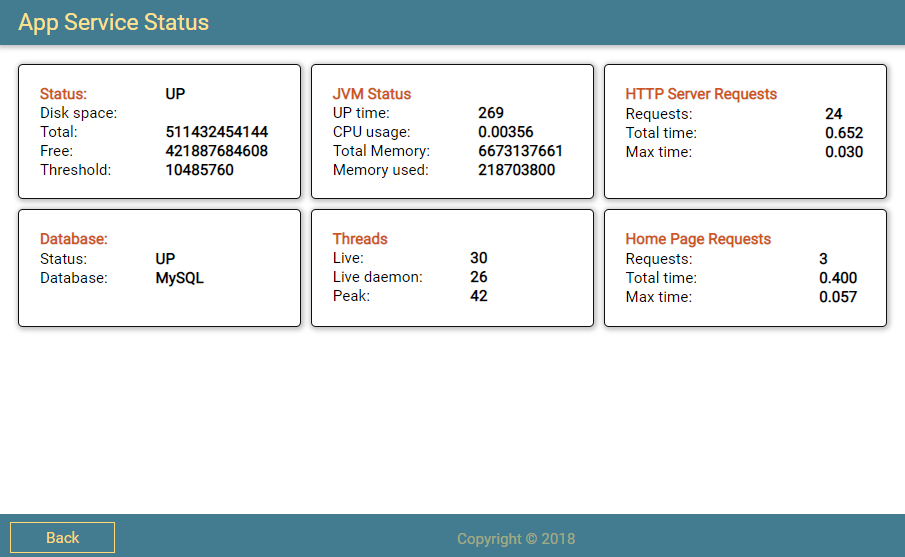 App Service Status
Status: UP
Disk space:
Total: 511432454144
Free: 421887684608
Threshold: 10485760
JVM Status
UP time: 269
CPU usage: 0.00356
Total Memory: 6673137661
Memory used: 218703800
HTTP Server Requests
Requests: 24
Total time: 0.652
Max time: 0.030
Database:
Status: UP
Database: MySQL
Threads
Live: 30
Live daemon: 26
Peak: 42
Home Page Requests
Requests: 3
Total time: 0.400
Max time: 0.057
Back
Copyright © 2018